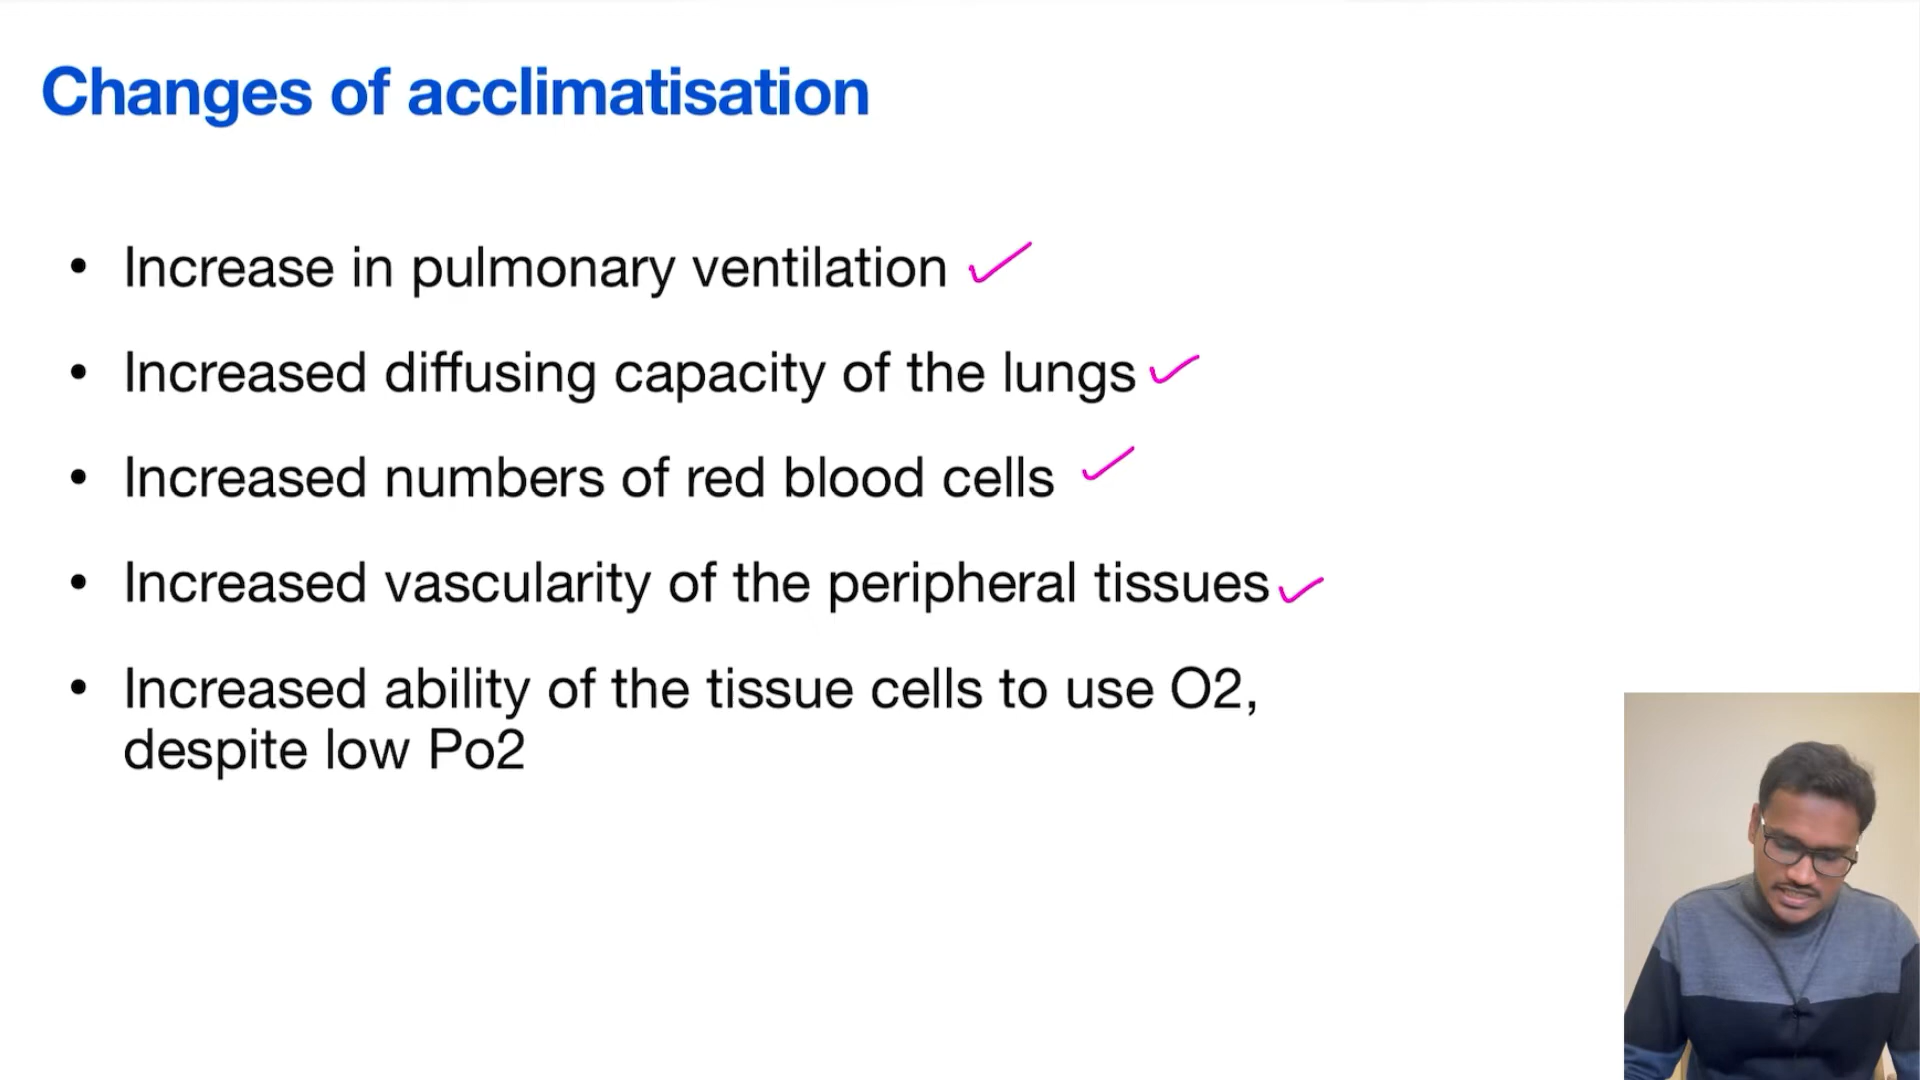 Changes of acclimatisation
• Increase in pulmonary ventilation
• Increased diffusing capacity of the lungs
• Increased numbers of red blood cells
• Increased vascularity of the peripheral tissues
• Increased ability of the tissue cells to use O2,
despite low Po2